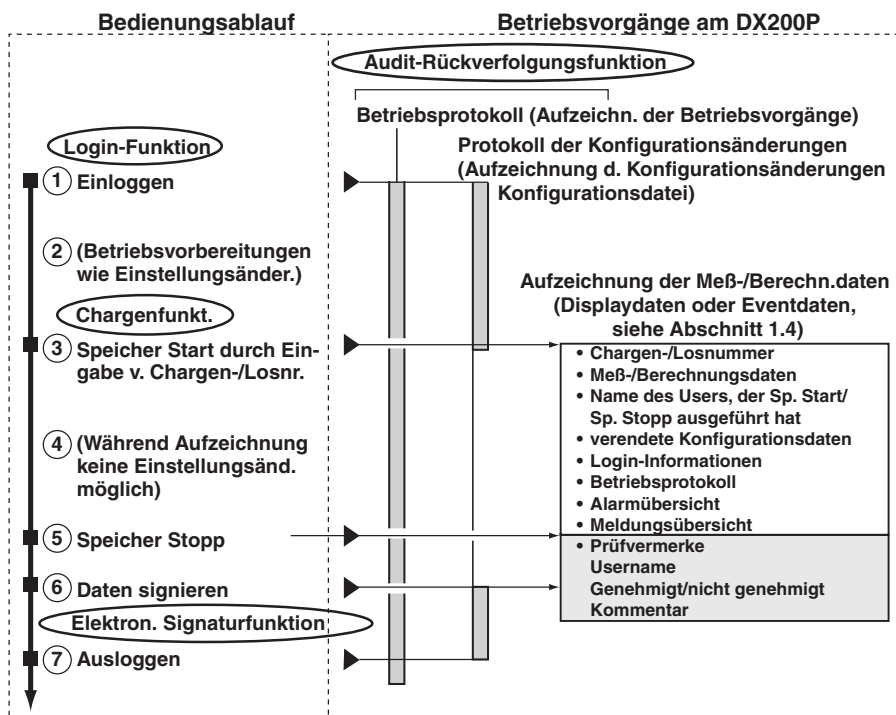 Bedienungsablauf
Betriebsvorgänge am DX200P
Audit-Rückverfolgungsfunktion
Betriebsprotokoll (Aufzeichn. der Betriebsvorgänge)
Protokoll der Konfigurationsänderungen
(Aufzeichnung d. Konfigurationsänderungen
Konfigurationsdatei)
Login-Funktion
1 Einloggen
2 (Betriebsvorbereitungen
wie Einstellungsänder.)
Chargenfunkt.
3 Speicher Start durch Ein-
gabe v. Chargen-/Losnr.
4 (Während Aufzeichnung
keine Einstellungsänd.
möglich)
5 Speicher Stopp
6 Daten signieren
Elektron. Signaturfunktion
7 Ausloggen
Aufzeichnung der Meß-/Berechn.daten
(Displaydaten oder Eventdaten,
siehe Abschnitt 1.4)
• Chargen-/Losnummer
• Meß-/Berechnungsdaten
• Name des Users, der Sp. Start/
Sp. Stopp ausgeführt hat
• verendete Konfigurationsdaten
• Login-Informationen
• Betriebsprotokoll
• Alarmübersicht
• Meldungsübersicht
• Prüfvermerke
Username
Genehmigt/nicht genehmigt
Kommentar